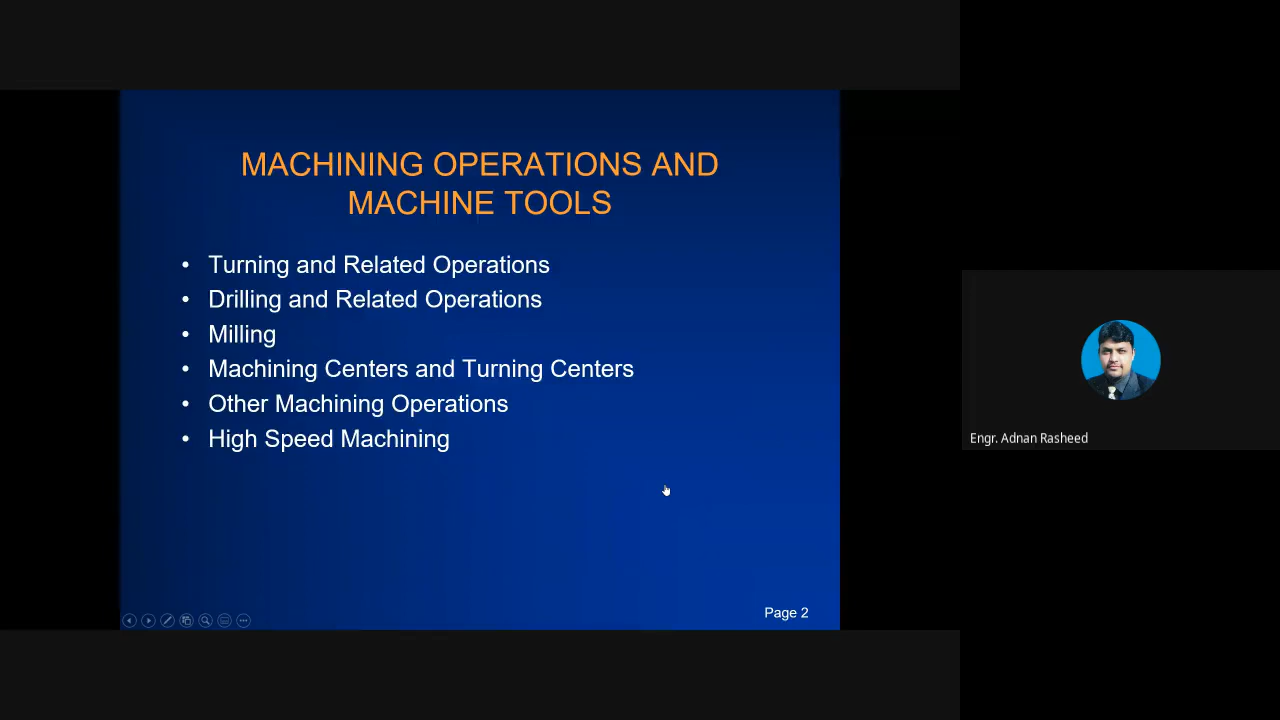 MACHINING OPERATIONS AND
MACHINE TOOLS
• Turning and Related Operations
• Drilling and Related Operations
• Milling
• Machining Centers and Turning Centers
• Other Machining Operations
• High Speed Machining
Page 2
Engr. Adnan Rasheed